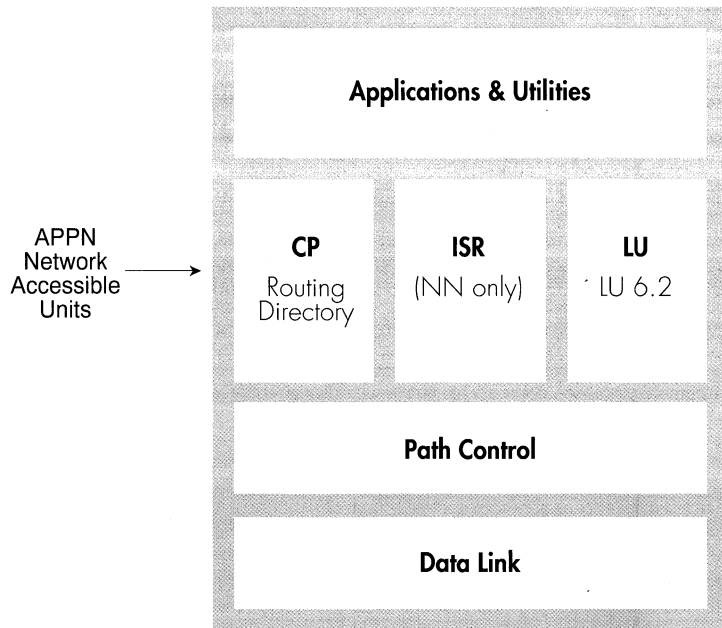 Applications & Utilities
APPN
Network
Accessible
Units
CP
Routing
Directory
ISR
(NN only)
LU
LU 6.2
Path Control
Data Link